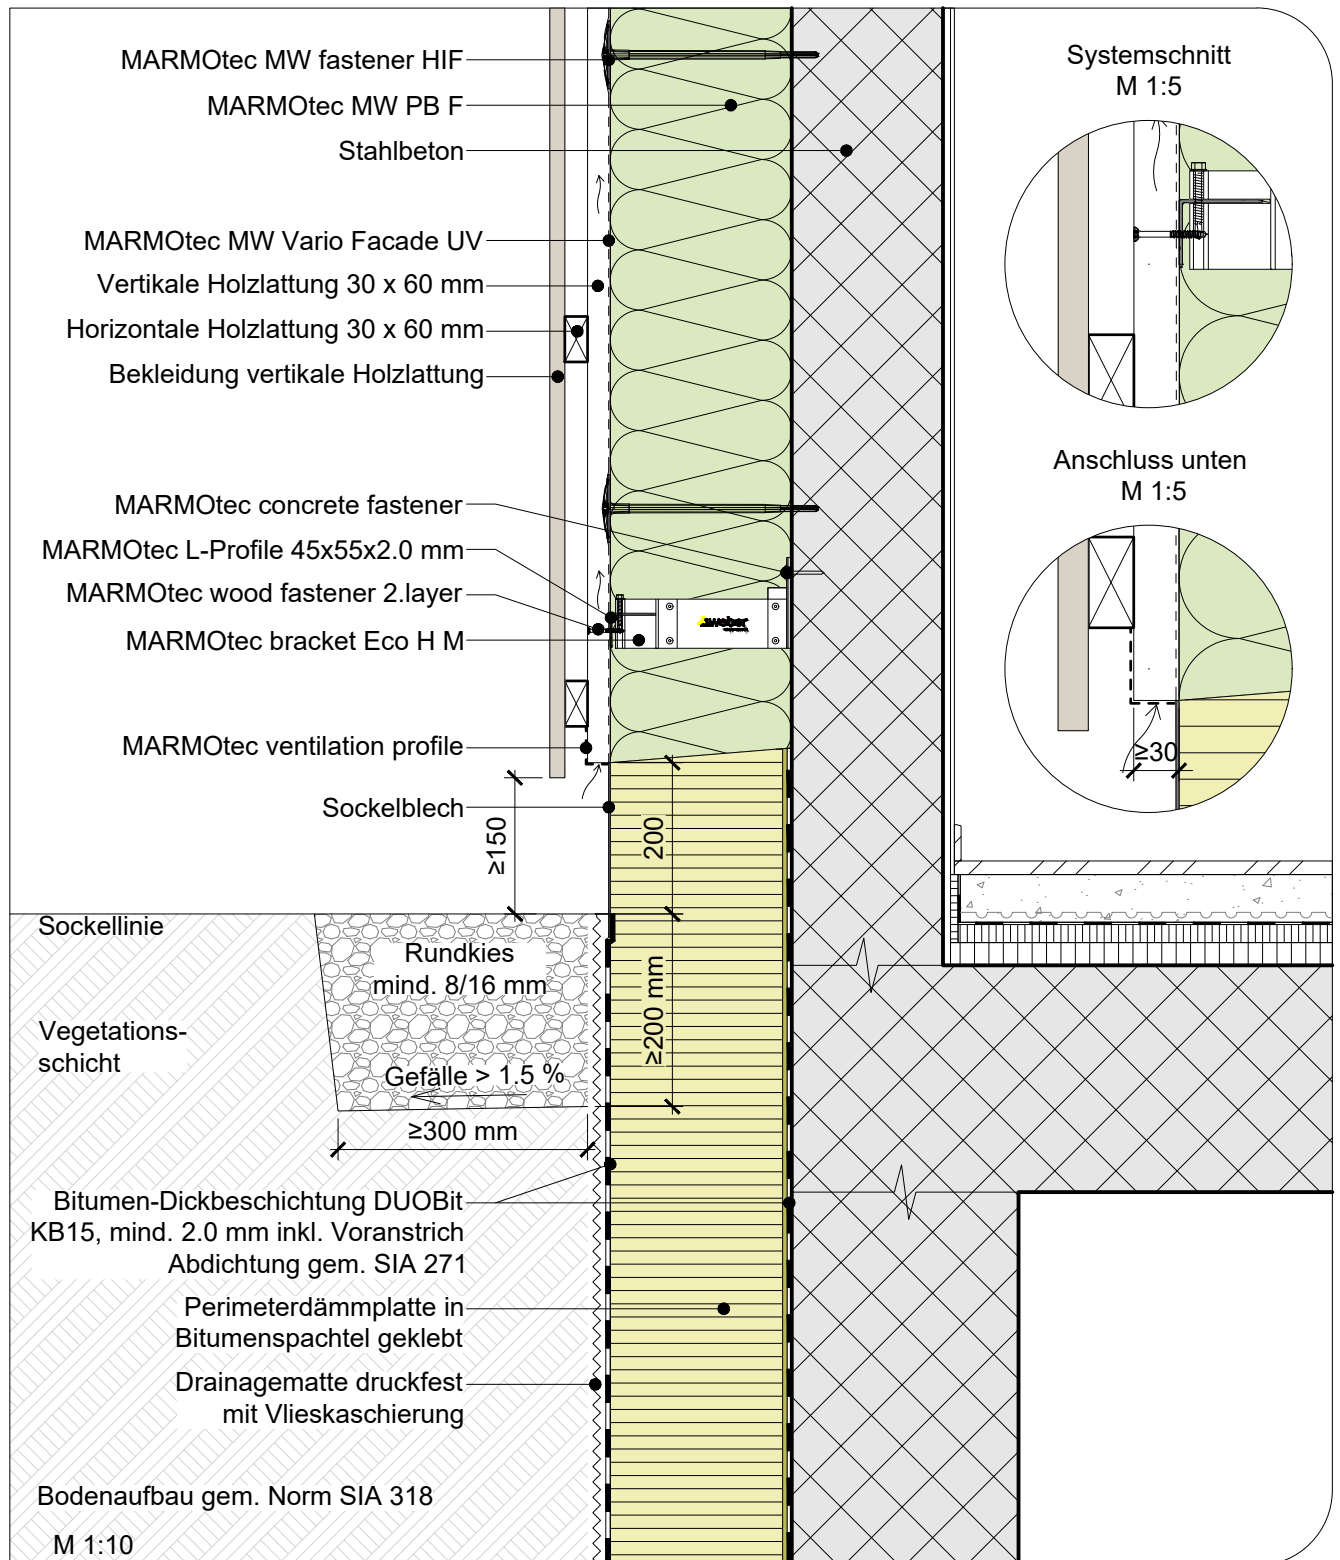 MARMOtec MW fastener HIF
MARMOtec MW PB F
Stahlbeton
MARMOtec MW Vario Facade UV
Vertikale Holzlattung 30 x 60 mm
Horizontale Holzlattung 30 x 60 mm
Bekleidung vertikale Holzlattung
MARMOtec concrete fastener
MARMOtec L-Profile 45x55x2.0 mm
MARMOtec wood fastener 2.layer
MARMOtec bracket Eco H M
weber
MARMOtec ventilation profile
Sockelblech
≥150
200
Sockellinie
Rundkies
mind. 8/16 mm
≥200 mm
Vegetations-
schicht
Gefälle > 1.5 %
≥300 mm
Bitumen-Dickbeschichtung DUOBit
KB15, mind. 2.0 mm inkl. Voranstrich
Abdichtung gem. SIA 271
Perimeterdämmplatte in
Bitumenspachtel geklebt
Drainagematte druckfest
mit Vlieskaschierung
Bodenaufbau gem. Norm SIA 318
M 1:10
Systemschnitt
M 1:5
Anschluss unten
M 1:5
≥30